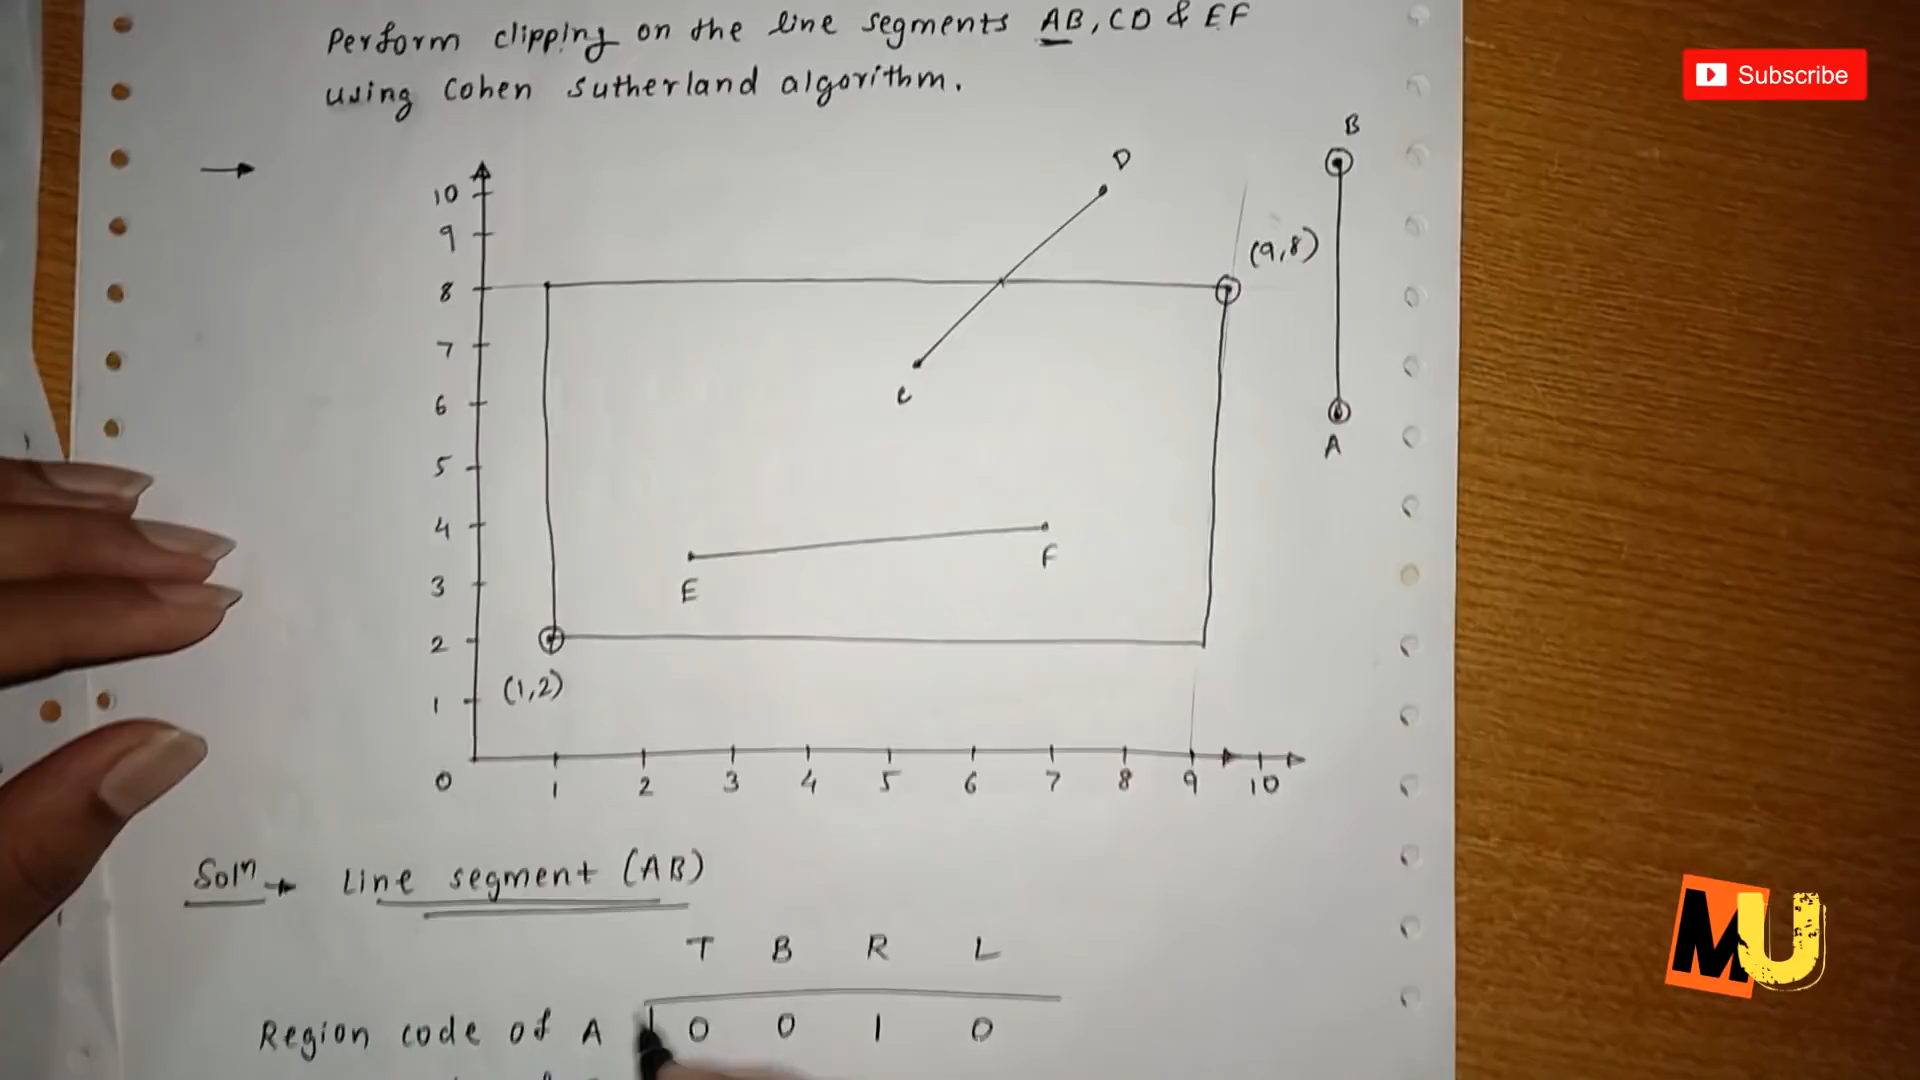 Perform clipping on the line segments AB, CD & EF
using Cohen Sutherland algorithm.
Subscribe
B
D
10
9
(9,8)
8
7
C
6
A
5
4
F
3
E
2
(1,2)
1
0 1 2 3 4 5 6 7 8 9 10
Soln → Line segment (AB)
T B R L
Region code of A 0 0 1 0
MU